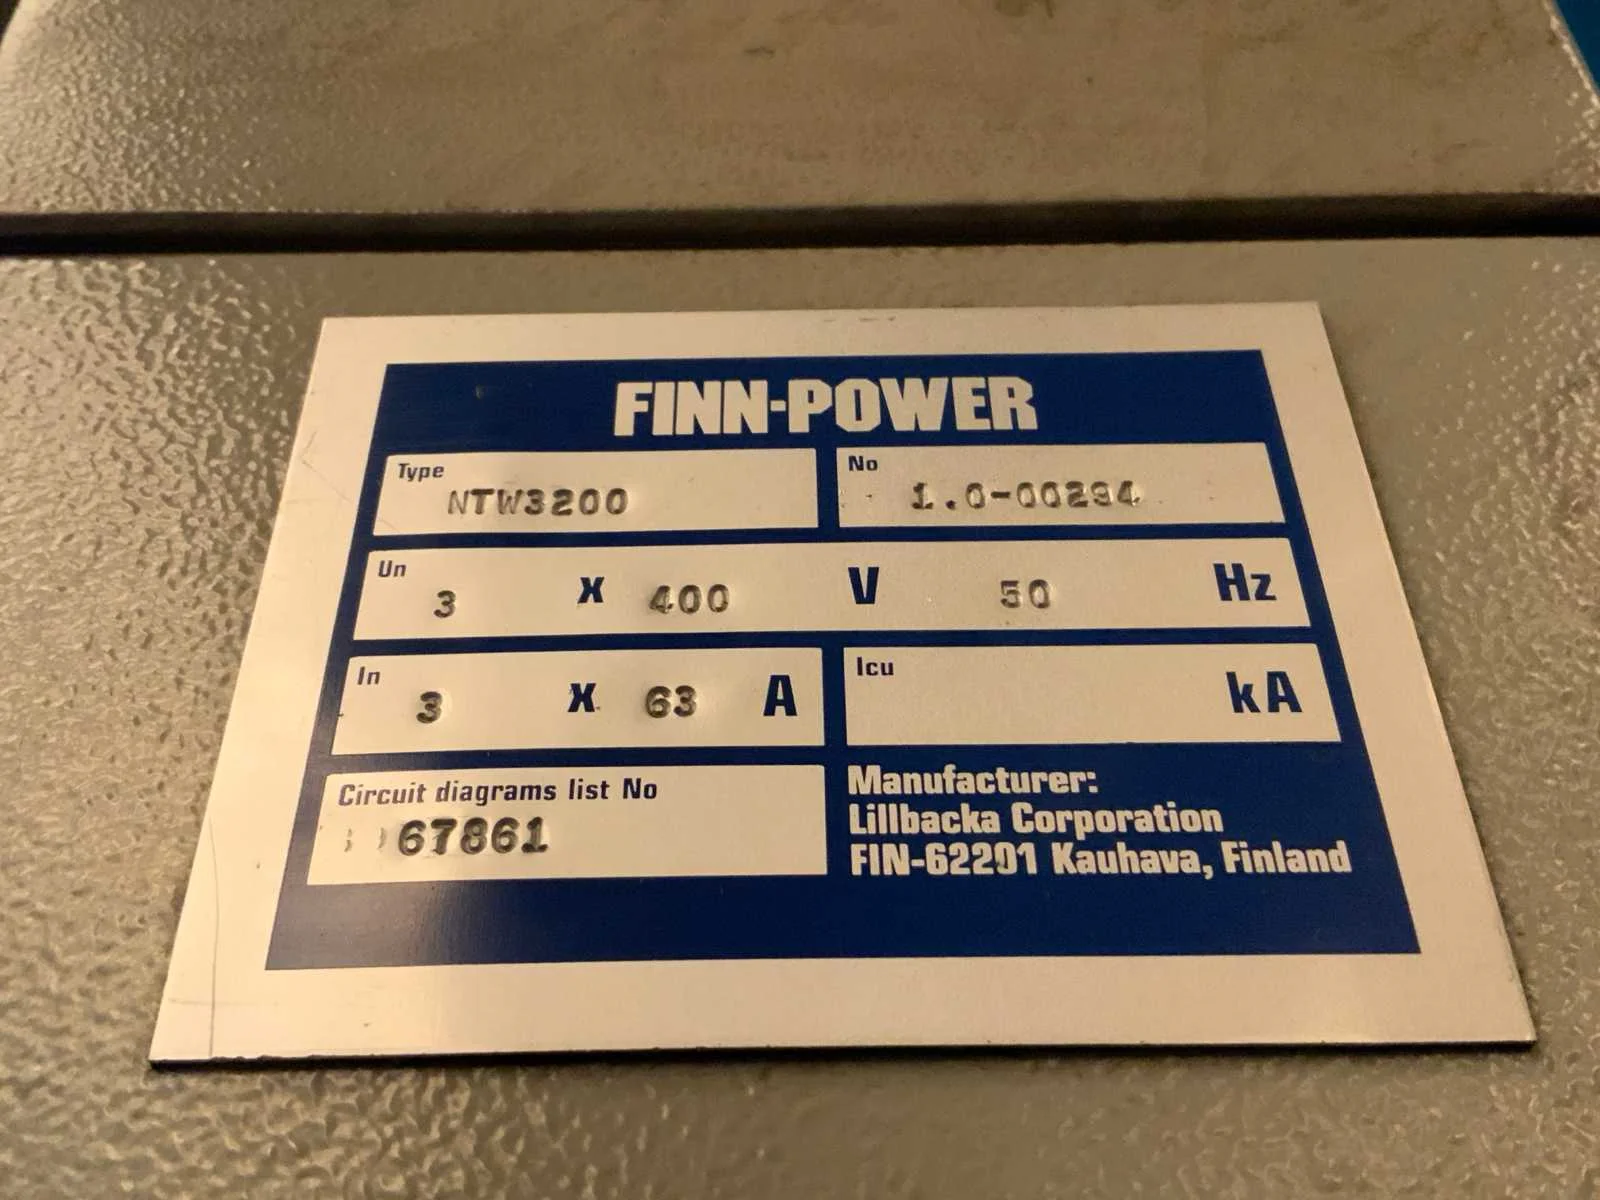 FINN-POWER
Type
NTW3200
No
1.0-00294
Un
3 X 400 V 50 Hz
In
3 X 63 A
Icu
kA
Circuit diagrams list No
67861
Manufacturer:
Lillbacka Corporation
FIN-62201 Kauhava, Finland